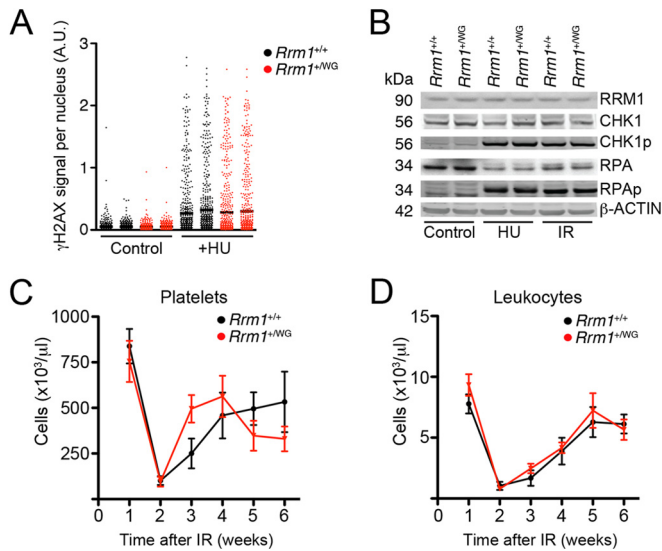 A
γH2AX signal per nucleus (A.U.)
3
2
1
0
Rrm1+/+
Rrm1+/WG
Control
+HU
B
Rrm1+/+
Rrm1+/WG
Rrm1+/+
Rrm1+/WG
Rrm1+/+
Rrm1+/WG
kDa
90 RRM1
56 CHK1
56 CHK1p
34 RPA
34 RPAp
42 β-ACTIN
Control HU IR
C
Platelets
Rrm1+/+
Rrm1+/WG
Cells (x10³/µl)
1000
750
500
250
0 1 2 3 4 5 6
Time after IR (weeks)
D
Leukocytes
Rrm1+/+
Rrm1+/WG
Cells (x10³/µl)
15
10
5
0 1 2 3 4 5 6
Time after IR (weeks)